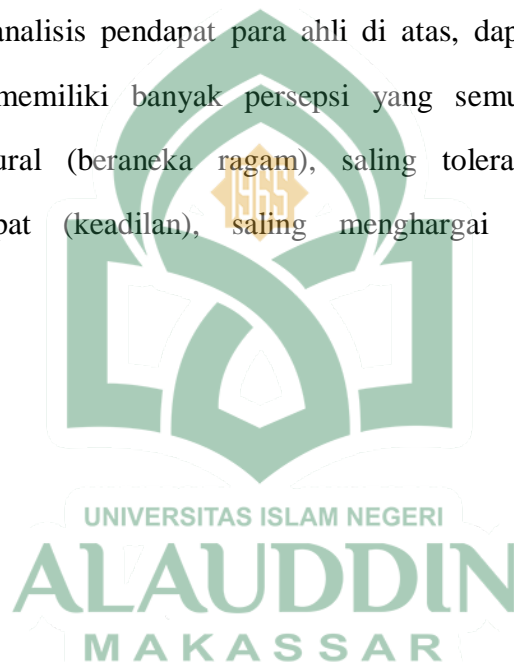 analisis pendapat para ahli di atas, dap
memiliki banyak persepsi yang semu
ural (beraneka ragam), saling tolera
pat (keadilan), saling menghargai
1965
UNIVERSITAS ISLAM NEGERI
ALAUDDIN
MAKASSAR